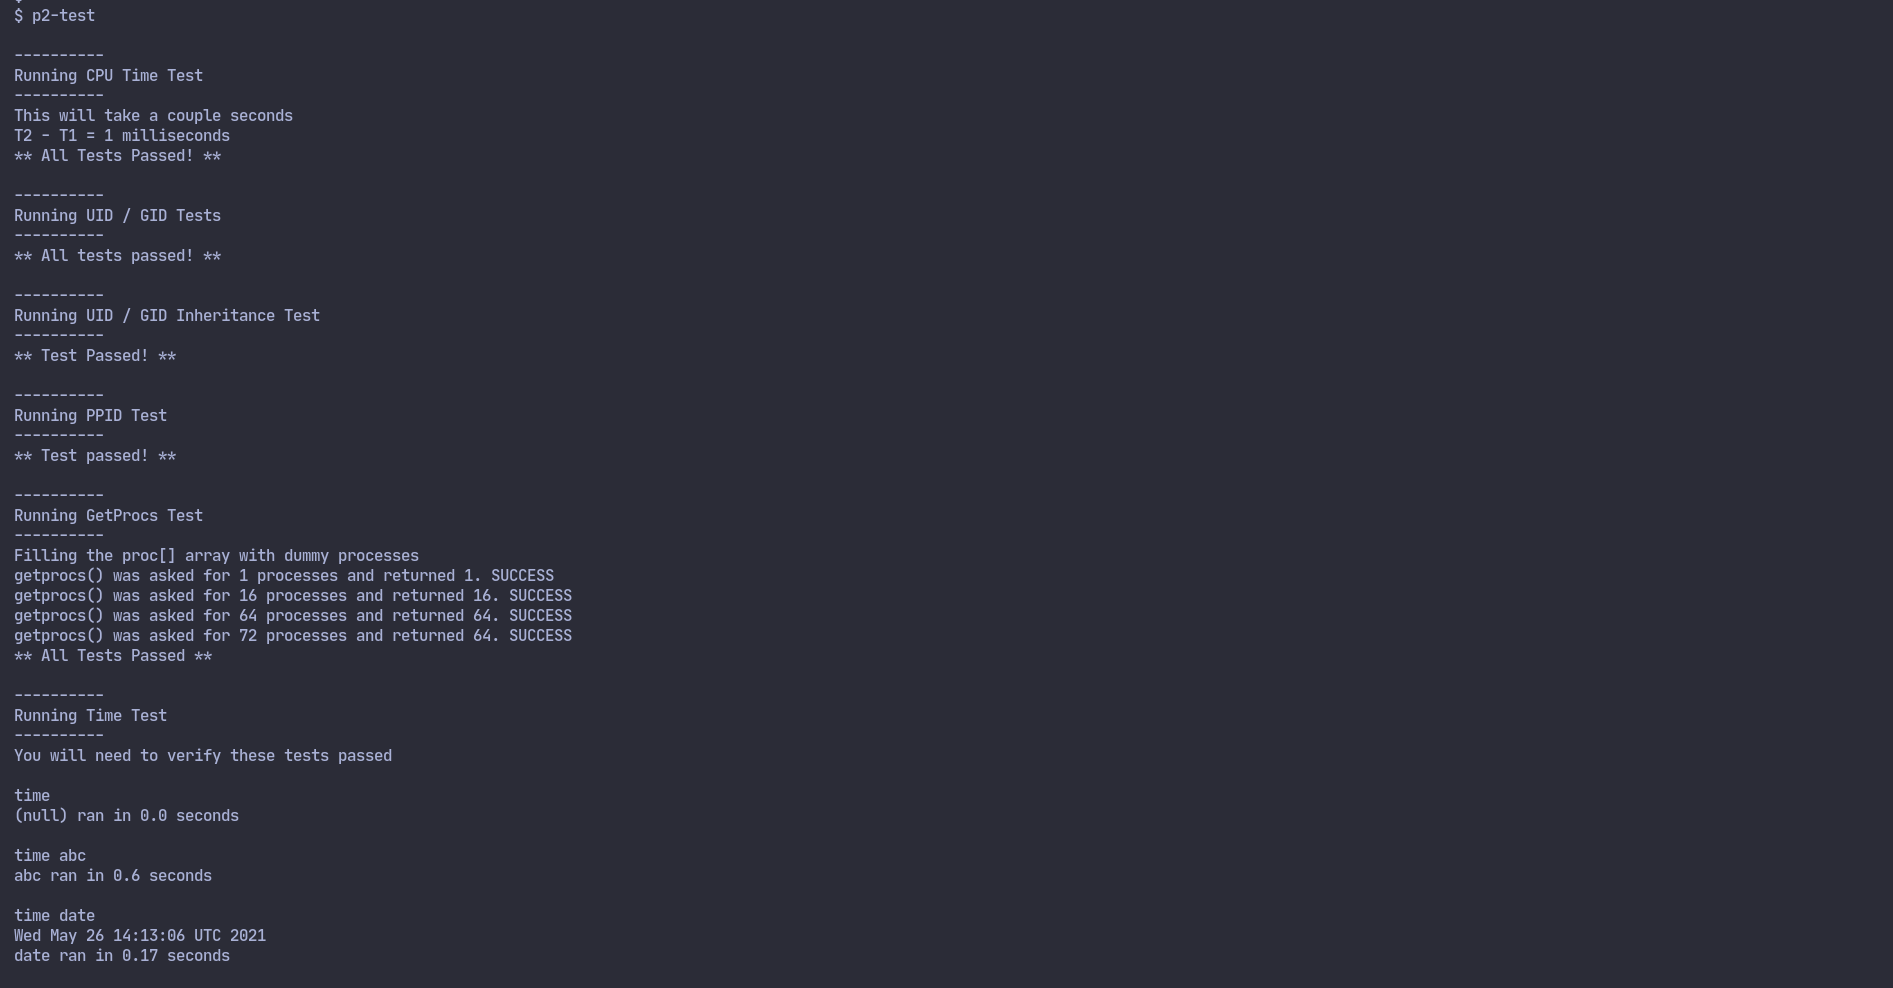 $ p2-test
----------
Running CPU Time Test
----------
This will take a couple seconds
T2 - T1 = 1 milliseconds
** All Tests Passed! **
----------
Running UID / GID Tests
----------
** All tests passed! **
----------
Running UID / GID Inheritance Test
----------
** Test Passed! **
----------
Running PPID Test
----------
** Test passed! **
----------
Running GetProcs Test
----------
Filling the proc[] array with dummy processes
getprocs() was asked for 1 processes and returned 1. SUCCESS
getprocs() was asked for 16 processes and returned 16. SUCCESS
getprocs() was asked for 64 processes and returned 64. SUCCESS
getprocs() was asked for 72 processes and returned 64. SUCCESS
** All Tests Passed **
----------
Running Time Test
----------
You will need to verify these tests passed
time
(null) ran in 0.0 seconds
time abc
abc ran in 0.6 seconds
time date
Wed May 26 14:13:06 UTC 2021
date ran in 0.17 seconds